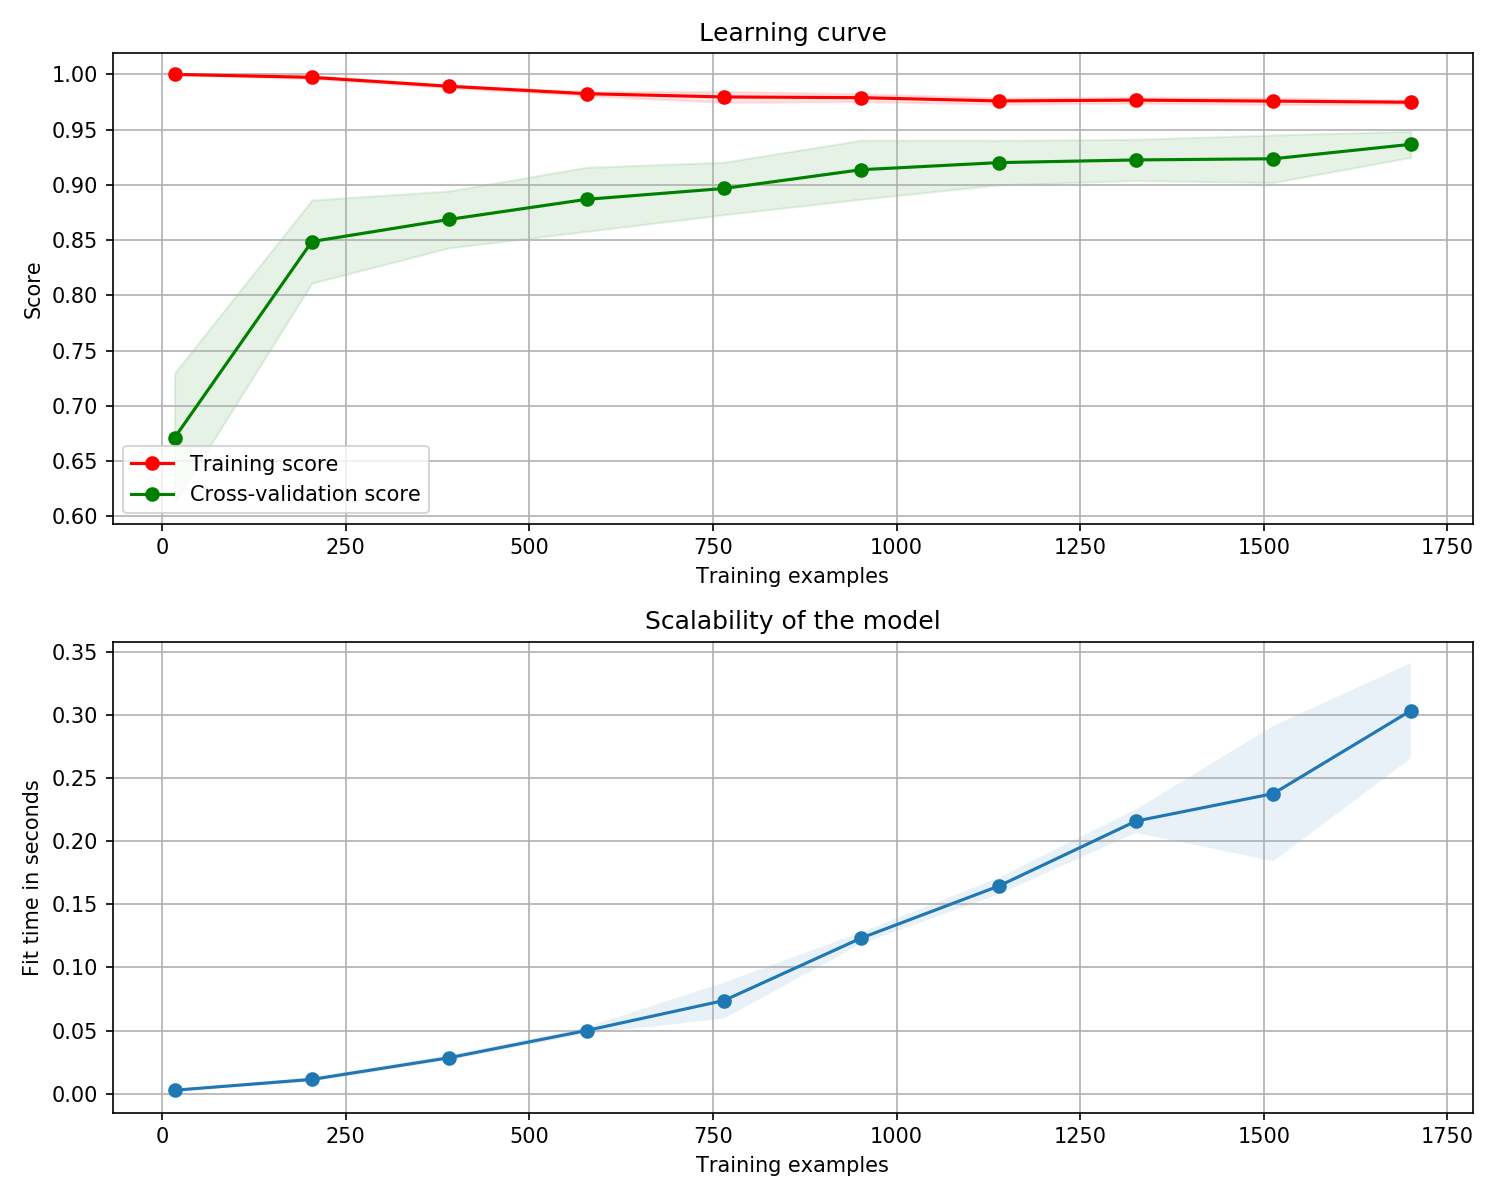 Learning curve
1.00
0.95
0.90
0.85
0.80
0.75
0.70
0.65
0.60
Score
Training score
Cross-validation score
0 250 500 750 1000 1250 1500 1750
Training examples
Scalability of the model
0.35
0.30
0.25
0.20
0.15
0.10
0.05
0.00
Fit time in seconds
0 250 500 750 1000 1250 1500 1750
Training examples